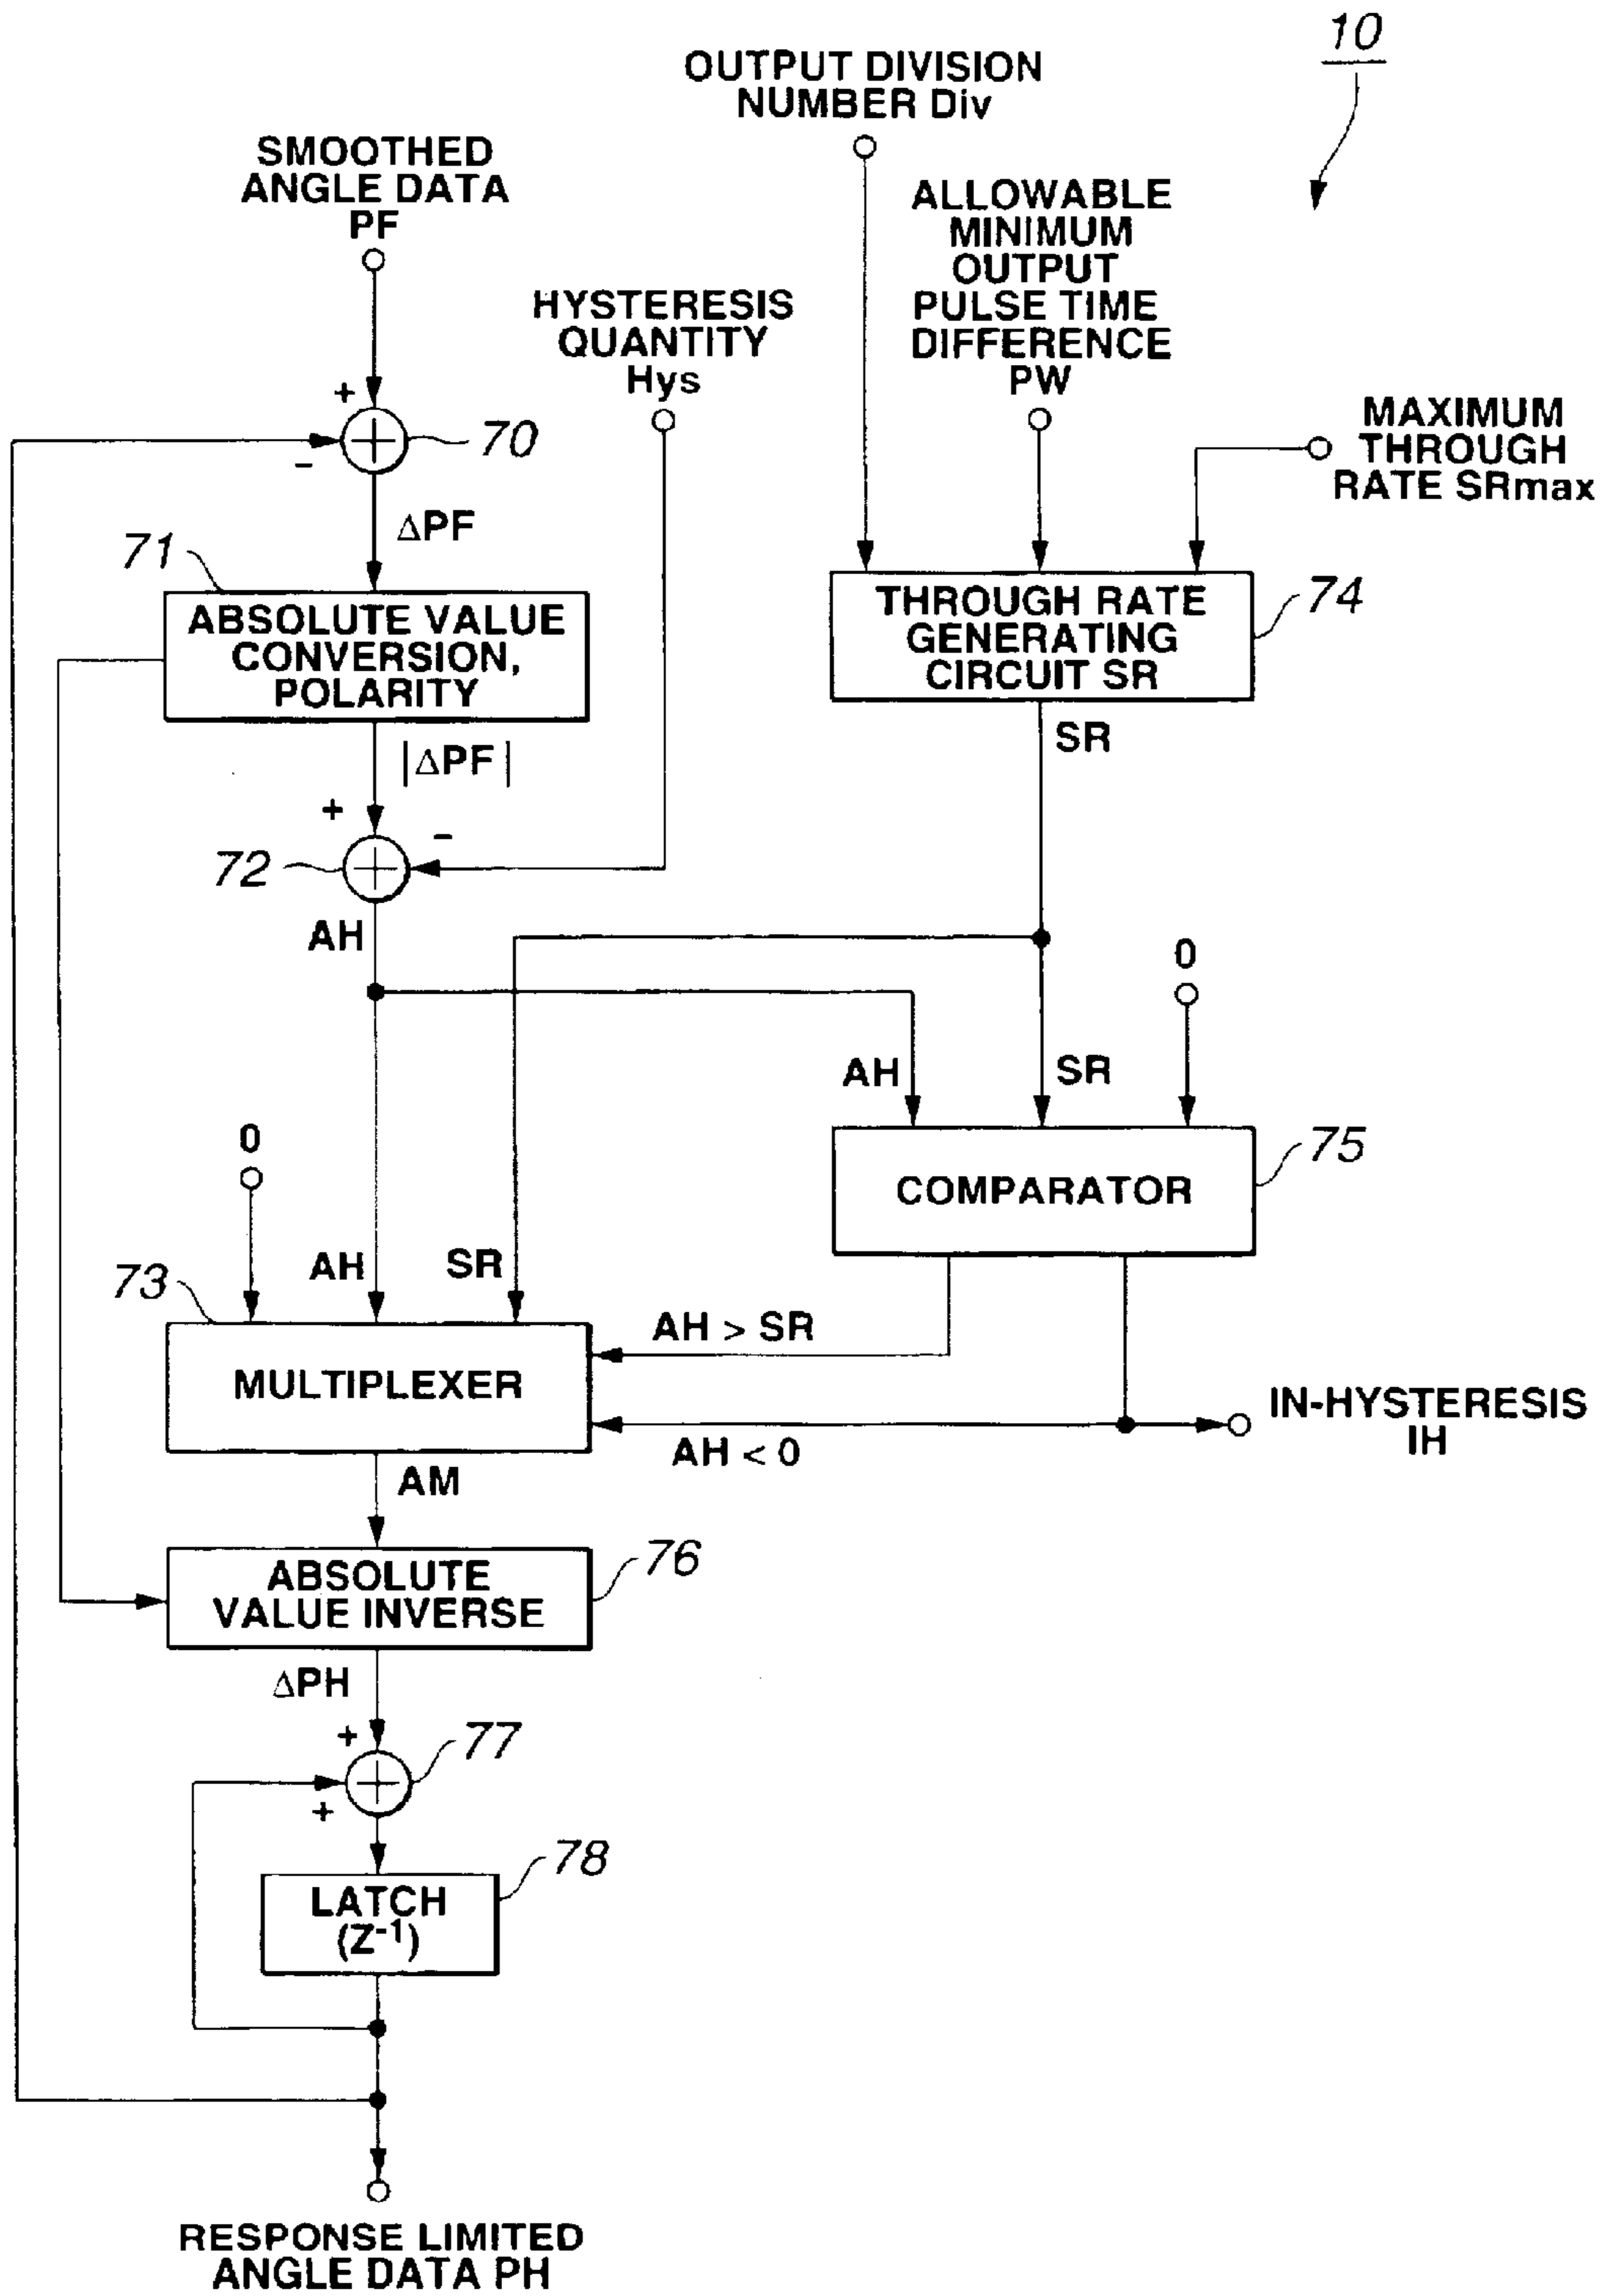 10
OUTPUT DIVISION
NUMBER Div
SMOOTHED
ANGLE DATA
PF
ALLOWABLE
MINIMUM
OUTPUT
PULSE TIME
DIFFERENCE
PW
HYSTERESIS
QUANTITY
Hys
MAXIMUM
THROUGH
RATE SRmax
+
-
70
ΔPF
71
ABSOLUTE VALUE
CONVERSION,
POLARITY
THROUGH RATE
GENERATING
CIRCUIT SR
74
|ΔPF|
SR
+
-
72
AH
0
AH
SR
0
COMPARATOR
75
AH
SR
73
MULTIPLEXER
AH > SR
AH < 0
IN-HYSTERESIS
IH
AM
ABSOLUTE
VALUE INVERSE
76
ΔPH
+
+
77
LATCH
(Z-1)
78
RESPONSE LIMITED
ANGLE DATA PH